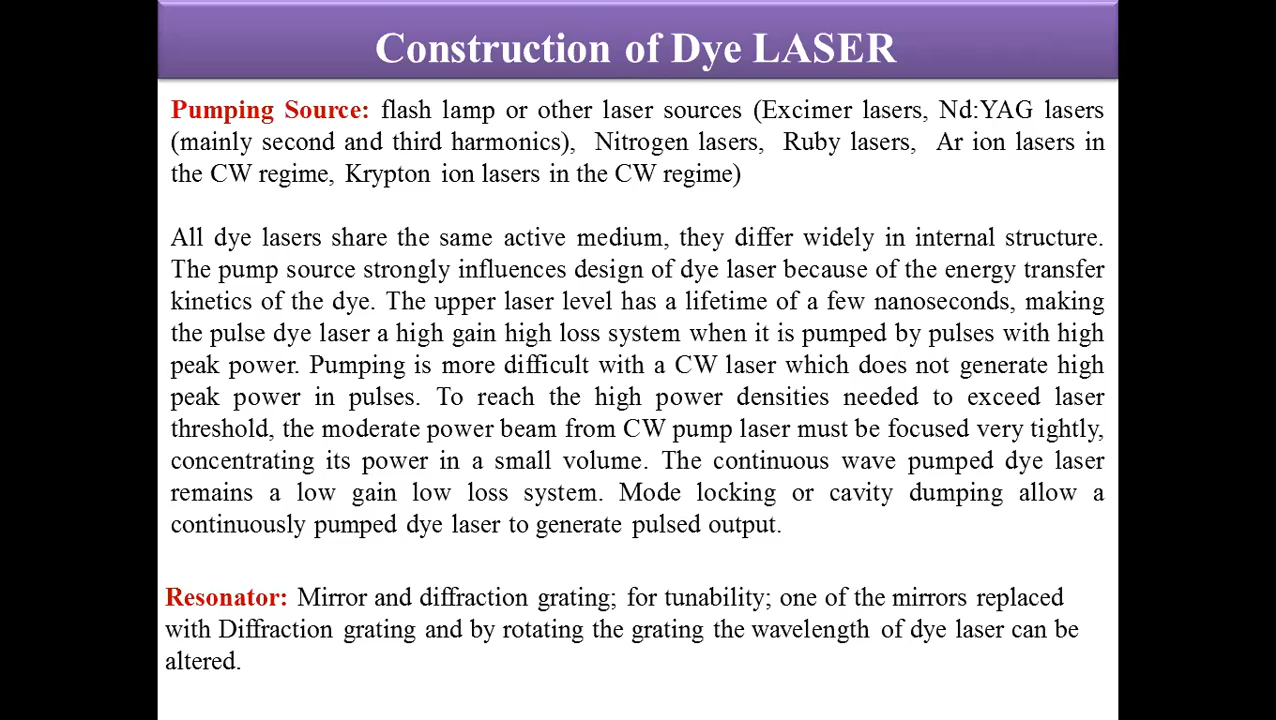 Construction of Dye LASER
Pumping Source: flash lamp or other laser sources (Excimer lasers, Nd:YAG lasers
(mainly second and third harmonics), Nitrogen lasers, Ruby lasers, Ar ion lasers in
the CW regime, Krypton ion lasers in the CW regime)
All dye lasers share the same active medium, they differ widely in internal structure.
The pump source strongly influences design of dye laser because of the energy transfer
kinetics of the dye. The upper laser level has a lifetime of a few nanoseconds, making
the pulse dye laser a high gain high loss system when it is pumped by pulses with high
peak power. Pumping is more difficult with a CW laser which does not generate high
peak power in pulses. To reach the high power densities needed to exceed laser
threshold, the moderate power beam from CW pump laser must be focused very tightly,
concentrating its power in a small volume. The continuous wave pumped dye laser
remains a low gain low loss system. Mode locking or cavity dumping allow a
continuously pumped dye laser to generate pulsed output.
Resonator: Mirror and diffraction grating; for tunability; one of the mirrors replaced
with Diffraction grating and by rotating the grating the wavelength of dye laser can be
altered.